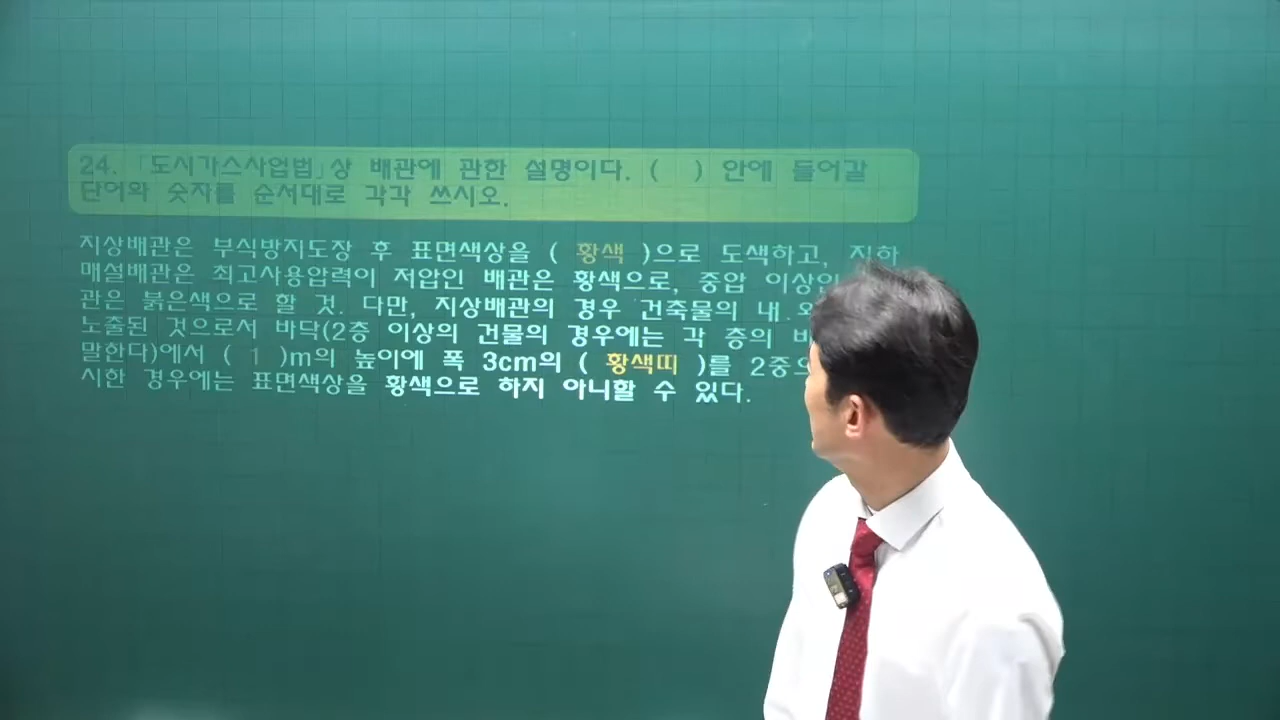 24. 「도시가스사업법」상 배관에 관한 설명이다. (   ) 안에 들어갈
단어와 숫자를 순서대로 각각 쓰시오.
지상배관은 부식방지도장 후 표면색상을 ( 황색 )으로 도색하고, 지하
매설배관은 최고사용압력이 저압인 배관은 황색으로, 중압 이상인
관은 붉은색으로 할 것. 다만, 지상배관의 경우 건축물의 내.외
노출된 것으로서 바닥(2층 이상의 건물의 경우에는 각 층의
말한다)에서 ( 1 )m의 높이에 폭 3cm의 ( 황색띠 )를 2중으
시한 경우에는 표면색상을 황색으로 하지 아니할 수 있다.